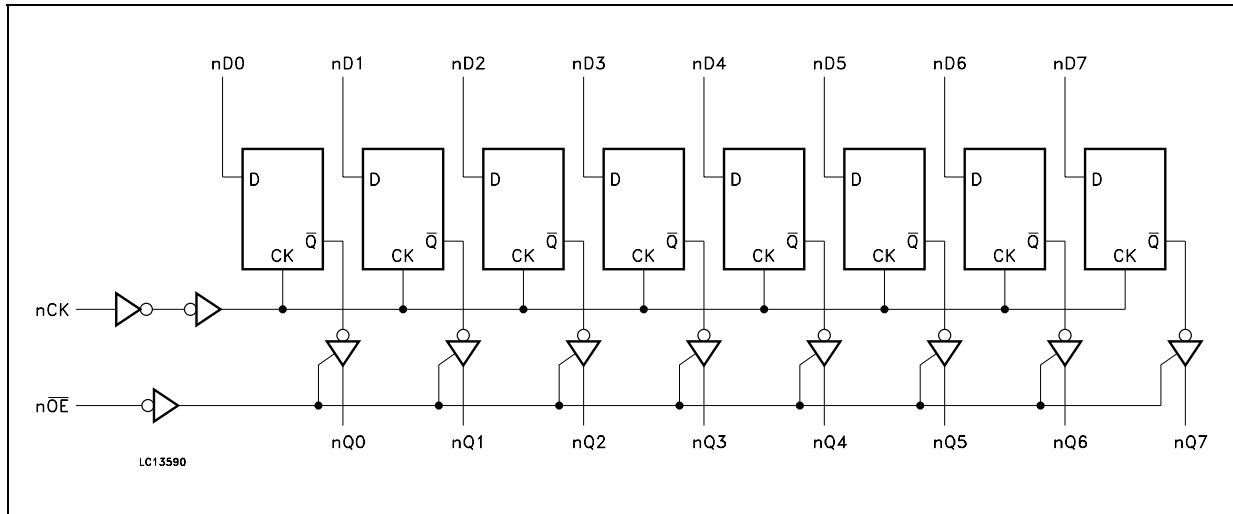 nD0 nD1 nD2 nD3 nD4 nD5 nD6 nD7
D D D D D D D D
Q̅ Q̅ Q̅ Q̅ Q̅ Q̅ Q̅ Q̅
CK CK CK CK CK CK CK CK
nCK
nO̅E̅
nQ0 nQ1 nQ2 nQ3 nQ4 nQ5 nQ6 nQ7
LC13590